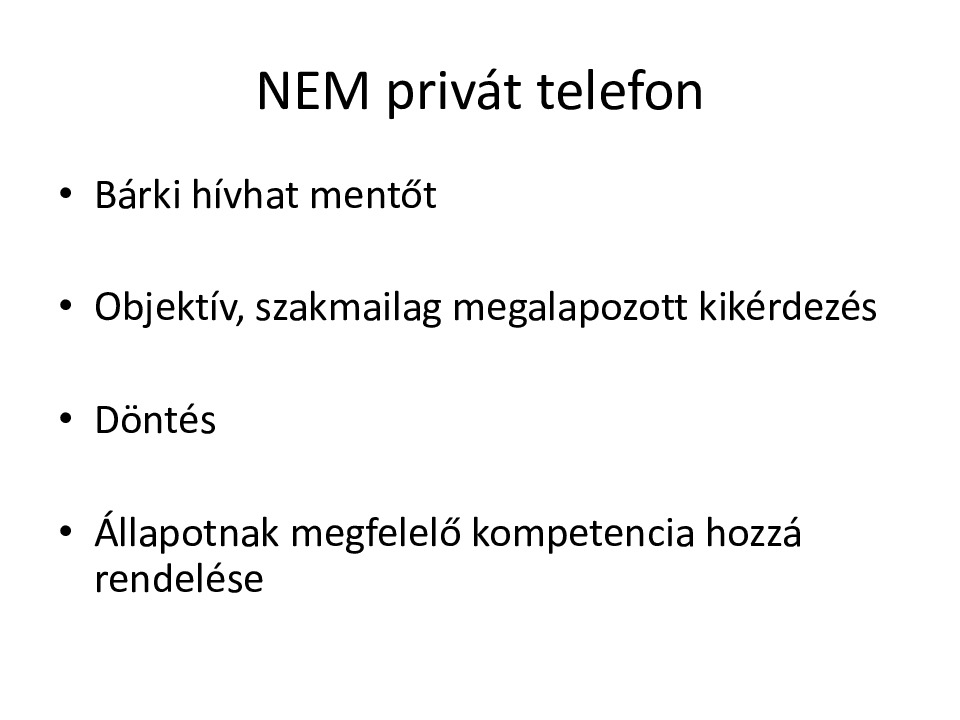 NEM privát telefon
• Bárki hívhat mentőt
• Objektív, szakmailag megalapozott kikérdezés
• Döntés
• Állapotnak megfelelő kompetencia hozzá
rendelése